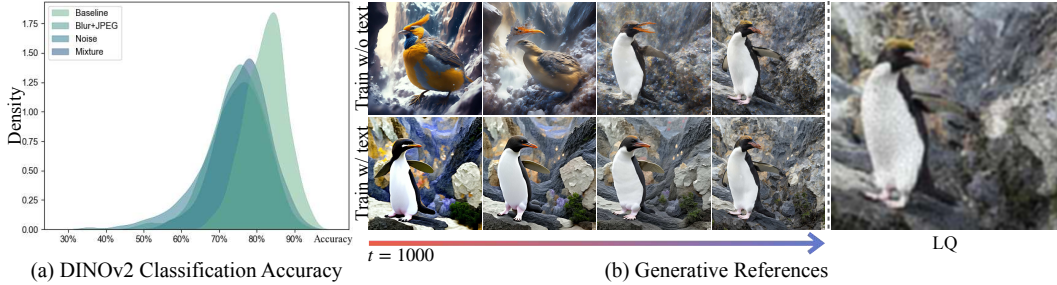 1.75
1.50
1.25
1.00
0.75
0.50
0.25
0.00
Density
Baseline
Blur+JPEG
Noise
Mixture
30%
40%
50%
60%
70%
80%
90%
Accuracy
(a) DINOv2 Classification Accuracy
Train w/o text
Train w/ text
t = 1000
(b) Generative References
LQ